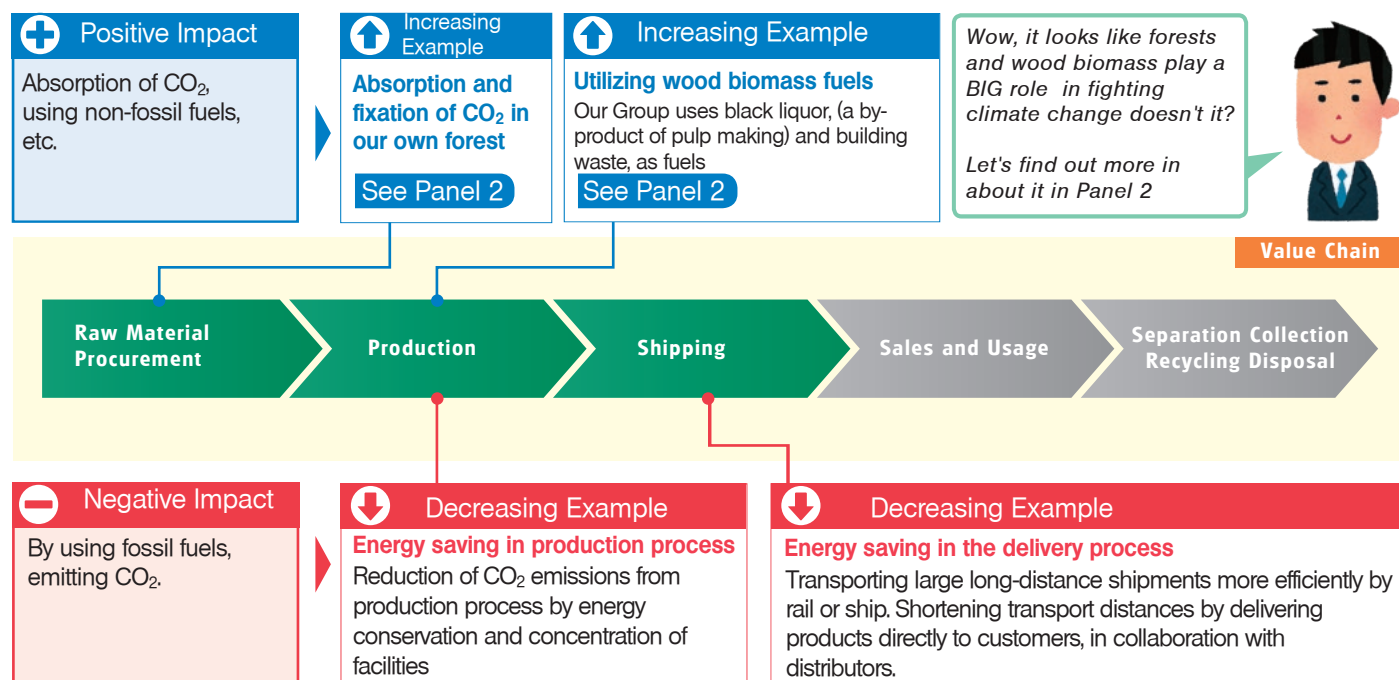 Positive Impact
Absorption of CO₂,
using non-fossil fuels,
etc.
Increasing
Example
Absorption and
fixation of CO₂ in
our own forest
See Panel 2
Increasing Example
Utilizing wood biomass fuels
Our Group uses black liquor, (a by-
product of pulp making) and building
waste, as fuels
See Panel 2
Wow, it looks like forests
and wood biomass play a
BIG role in fighting
climate change doesn't it?
Let's find out more in
about it in Panel 2
Value Chain
Raw Material
Procurement
Production
Shipping
Sales and Usage
Separation Collection
Recycling Disposal
Negative Impact
By using fossil fuels,
emitting CO₂.
Decreasing Example
Energy saving in production process
Reduction of CO₂ emissions from
production process by energy
conservation and concentration of
facilities
Decreasing Example
Energy saving in the delivery process
Transporting large long-distance shipments more efficiently by
rail or ship. Shortening transport distances by delivering
products directly to customers, in collaboration with
distributors.